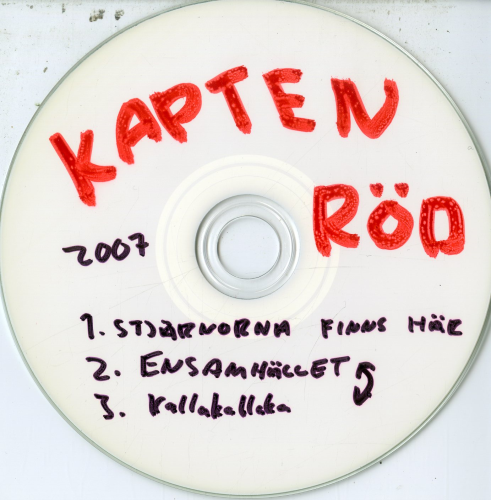 KAPTEN
RÖD
2007
1. STJÄRNORNA FINNS HÄR
2. ENSAMHÄLLET
3. Kallakallaka